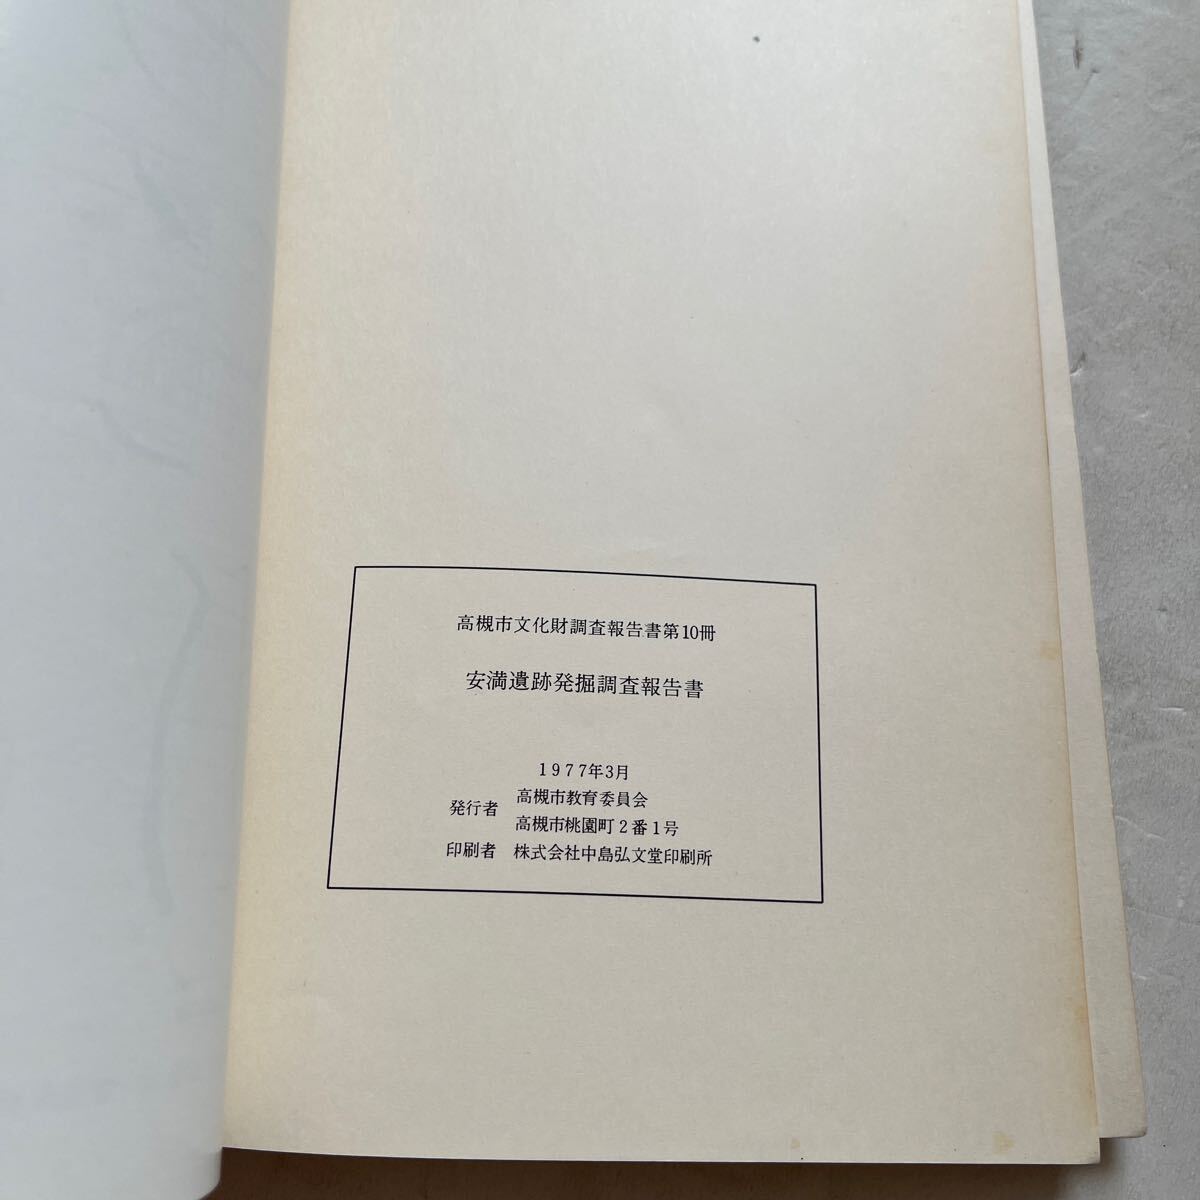 高槻市文化財調査報告書第10冊
安満遺跡発掘調査報告書
1977年3月
発行者 高槻市教育委員会
高槻市桃園町2番1号
印刷者 株式会社中島弘文堂印刷所